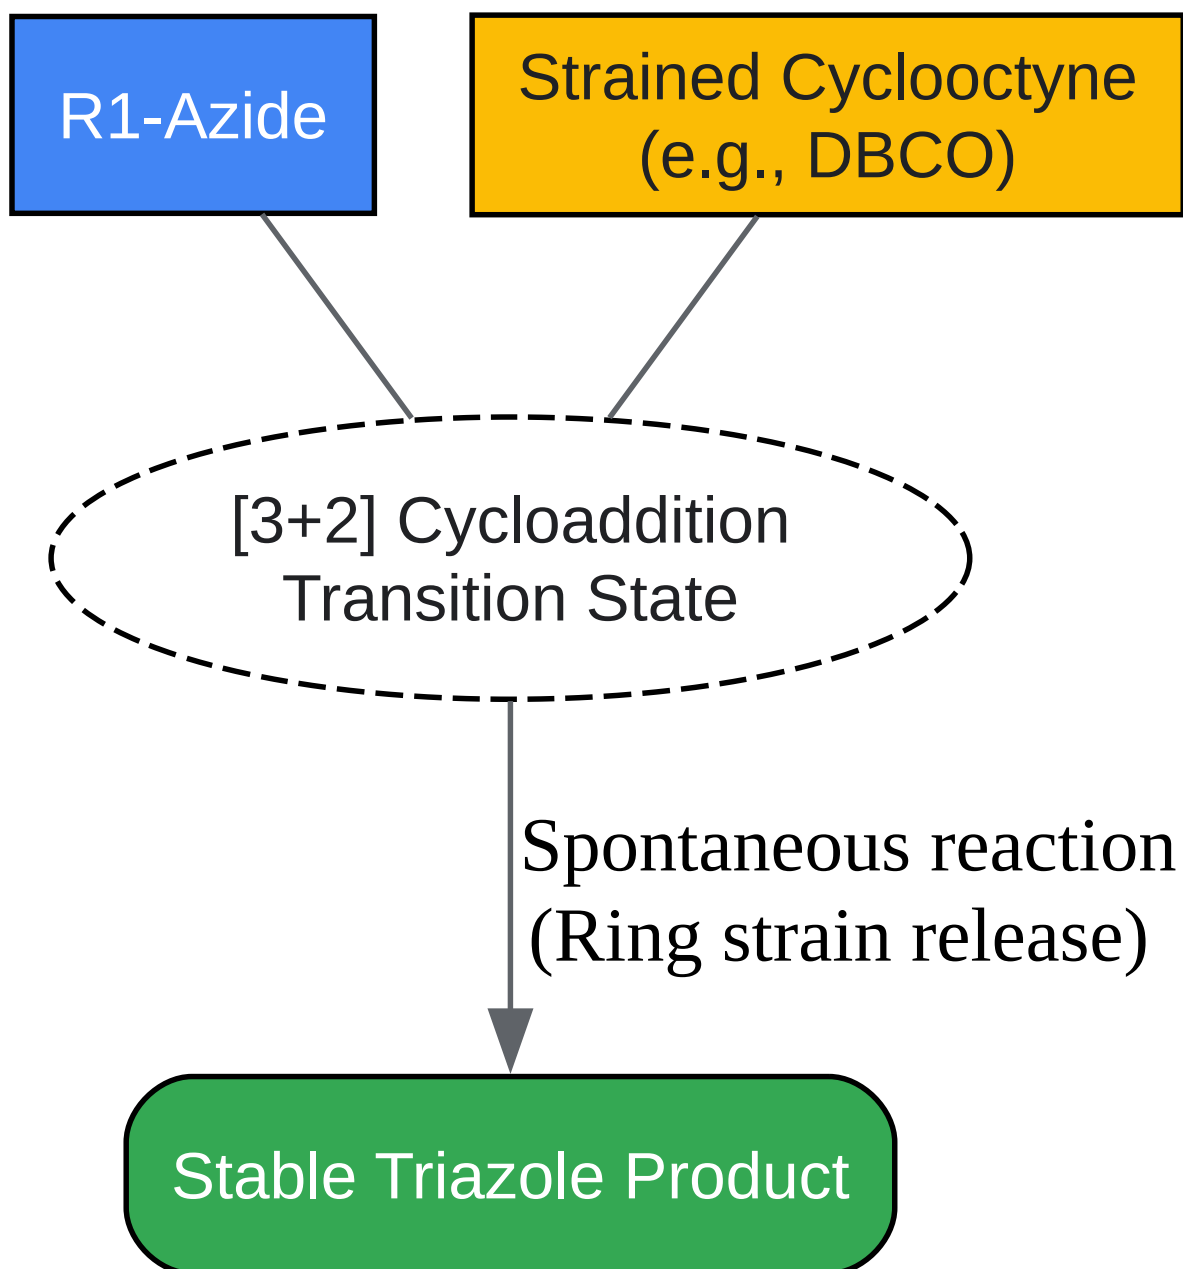 R1-Azide
Strained Cyclooctyne
(e.g., DBCO)
[3+2] Cycloaddition
Transition State
Spontaneous reaction
(Ring strain release)
Stable Triazole Product